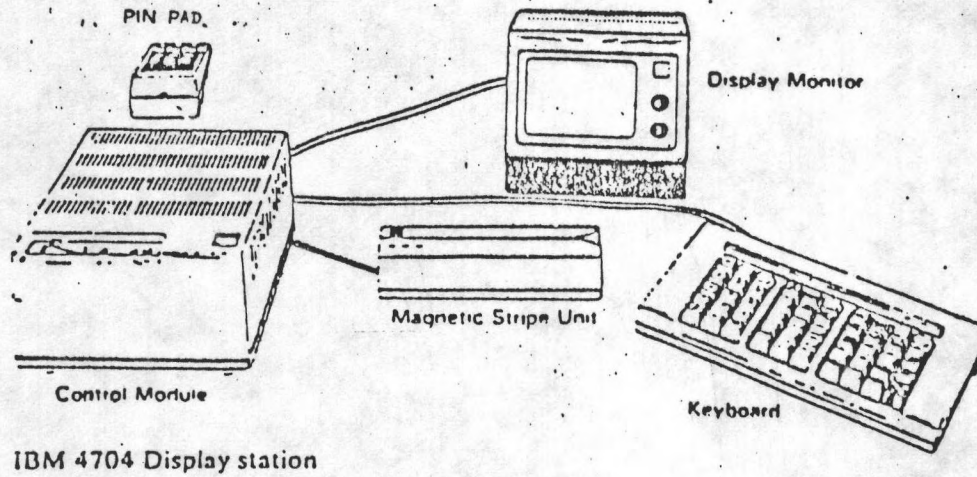 PIN PAD
Display Monitor
Magnetic Stripe Unit
Control Module
Keyboard
IBM 4704 Display station